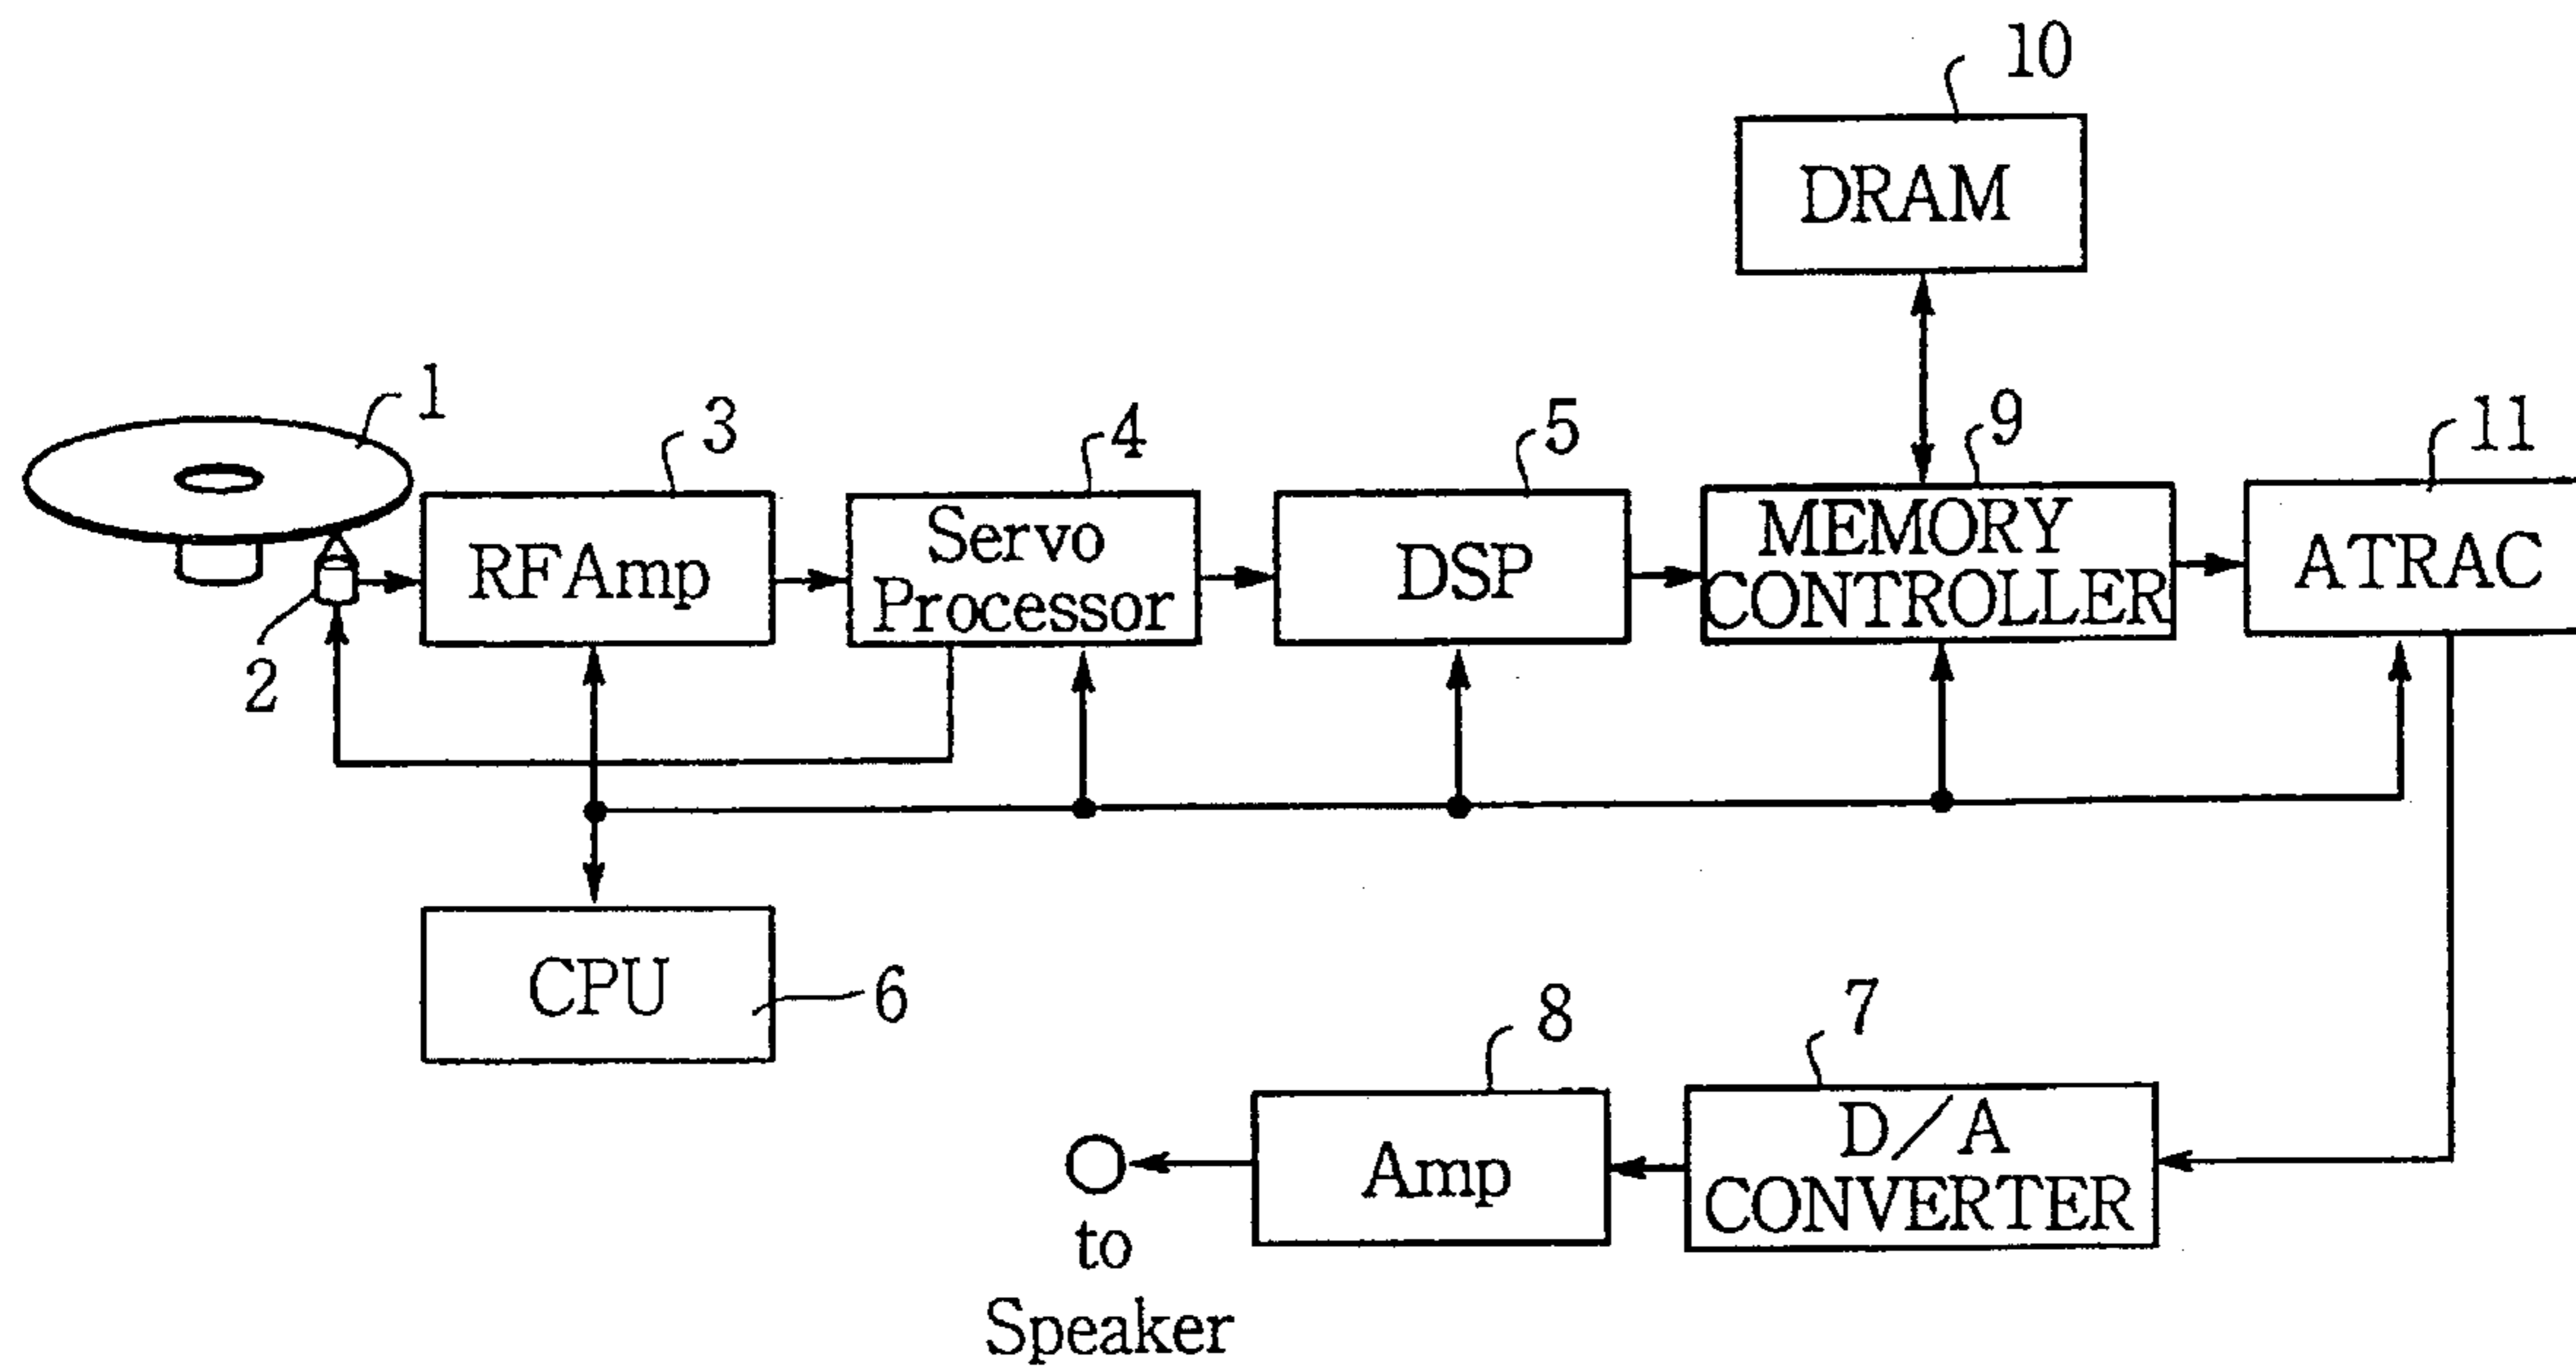 10
DRAM
1
3
4
5
9
11
RFAmp
Servo
Processor
DSP
MEMORY
CONTROLLER
ATRAC
2
CPU
6
8
7
Amp
D/A
CONVERTER
to
Speaker